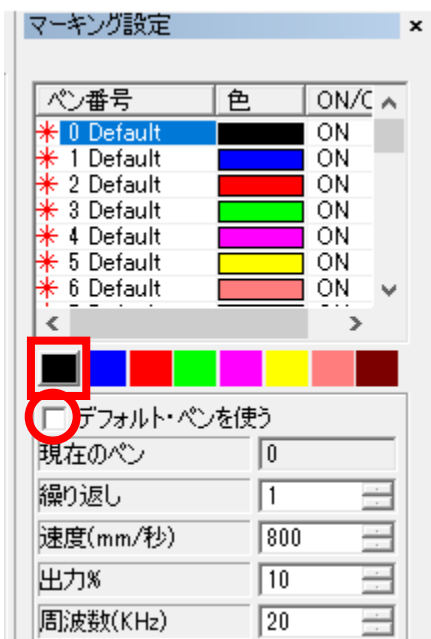 マーキング設定 ×
ペン番号 色 ON/C
0 Default ON
1 Default ON
2 Default ON
3 Default ON
4 Default ON
5 Default ON
6 Default ON
デフォルト・ペンを使う
現在のペン 0
繰り返し 1
速度(mm/秒) 800
出力% 10
周波数(KHz) 20